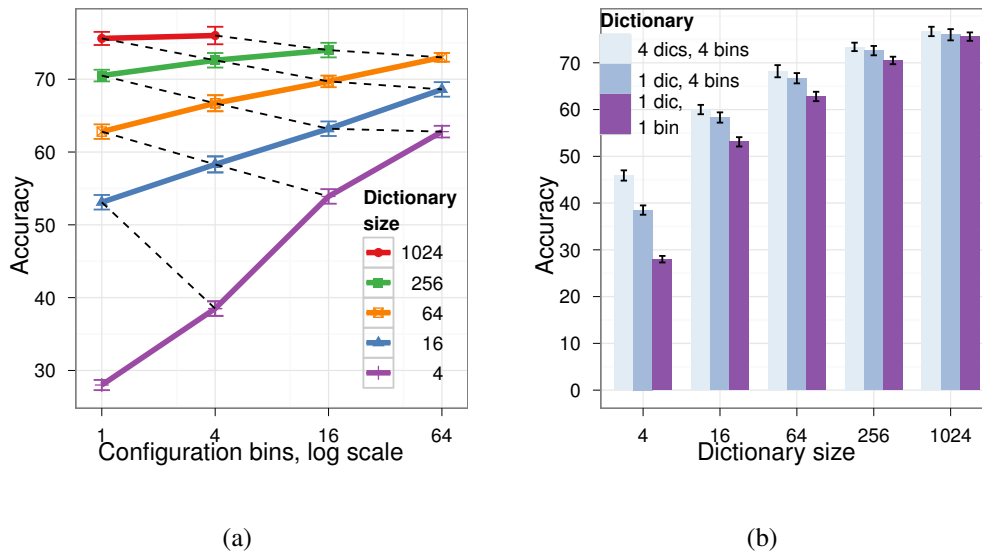 70
60
50
40
30
Accuracy
Dictionary
size
1024
256
64
16
4
1
4
16
64
Configuration bins, log scale
(a)
Dictionary
4 dics, 4 bins
1 dic, 4 bins
1 dic,
1 bin
70
60
50
40
30
20
10
0
Accuracy
4
16
64
256
1024
Dictionary size
(b)